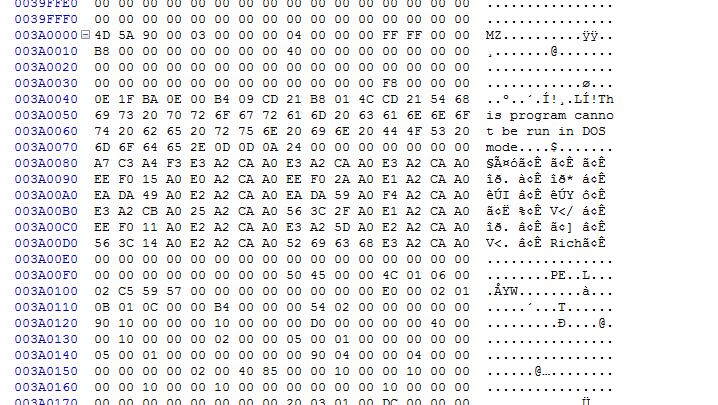 0039FFE0 00 00 00 00 00 00 00 00 00 00 00 00 00 00 00 00 ................
0039FFF0 00 00 00 00 00 00 00 00 00 00 00 00 00 00 00 00 ................
003A0000 4D 5A 90 00 03 00 00 00 04 00 00 00 FF FF 00 00 MZ..........ÿÿ..
003A0010 B8 00 00 00 00 00 00 00 40 00 00 00 00 00 00 00 ¸.......@.......
003A0020 00 00 00 00 00 00 00 00 00 00 00 00 00 00 00 00 ................
003A0030 00 00 00 00 00 00 00 00 00 00 00 00 F8 00 00 00 ............ø...
003A0040 0E 1F BA 0E 00 B4 09 CD 21 B8 01 4C CD 21 54 68 ..º..´.Í!¸.LÍ!Th
003A0050 69 73 20 70 72 6F 67 72 61 6D 20 63 61 6E 6E 6F is program canno
003A0060 74 20 62 65 20 72 75 6E 20 69 6E 20 44 4F 53 20 t be run in DOS
003A0070 6D 6F 64 65 2E 0D 0D 0A 24 00 00 00 00 00 00 00 mode....$.......
003A0080 A7 C3 A4 F3 E3 A2 CA A0 E3 A2 CA A0 E3 A2 CA A0 §Ã¤óã¢Ê ã¢Ê ã¢Ê
003A0090 EE F0 15 A0 E0 A2 CA A0 EE F0 2A A0 E1 A2 CA A0 îð. à¢Ê îð* á¢Ê
003A00A0 EA DA 49 A0 E2 A2 CA A0 EA DA 59 A0 F4 A2 CA A0 êÚI â¢Ê êÚY ô¢Ê
003A00B0 E3 A2 CB A0 25 A2 CA A0 56 3C 2F A0 E1 A2 CA A0 ã¢Ë %¢Ê V</ á¢Ê
003A00C0 EE F0 11 A0 E2 A2 CA A0 E3 A2 5D A0 E2 A2 CA A0 îð. â¢Ê ã¢] â¢Ê
003A00D0 56 3C 14 A0 E2 A2 CA A0 52 69 63 68 E3 A2 CA A0 V<. â¢Ê Richã¢Ê
003A00E0 00 00 00 00 00 00 00 00 00 00 00 00 00 00 00 00 ................
003A00F0 00 00 00 00 00 00 00 00 50 45 00 00 4C 01 06 00 ........PE..L...
003A0100 02 C5 59 57 00 00 00 00 00 00 00 00 E0 00 02 01 .ÅYW........à...
003A0110 0B 01 0C 00 00 B4 00 00 00 54 02 00 00 00 00 00 .....´...T......
003A0120 90 10 00 00 00 10 00 00 00 D0 00 00 00 00 40 00 .........Ð....@.
003A0130 00 10 00 00 00 02 00 00 05 00 01 00 00 00 00 00 ................
003A0140 05 00 01 00 00 00 00 00 00 90 04 00 00 04 00 00 ................
003A0150 00 00 00 00 02 00 40 85 00 00 10 00 00 10 00 00 ......@…........
003A0160 00 00 10 00 00 10 00 00 00 00 00 00 10 00 00 00 ................
003A0170 00 00 00 00 00 00 00 00 20 03 01 00 DC 00 00 00 ........ ...Ü...